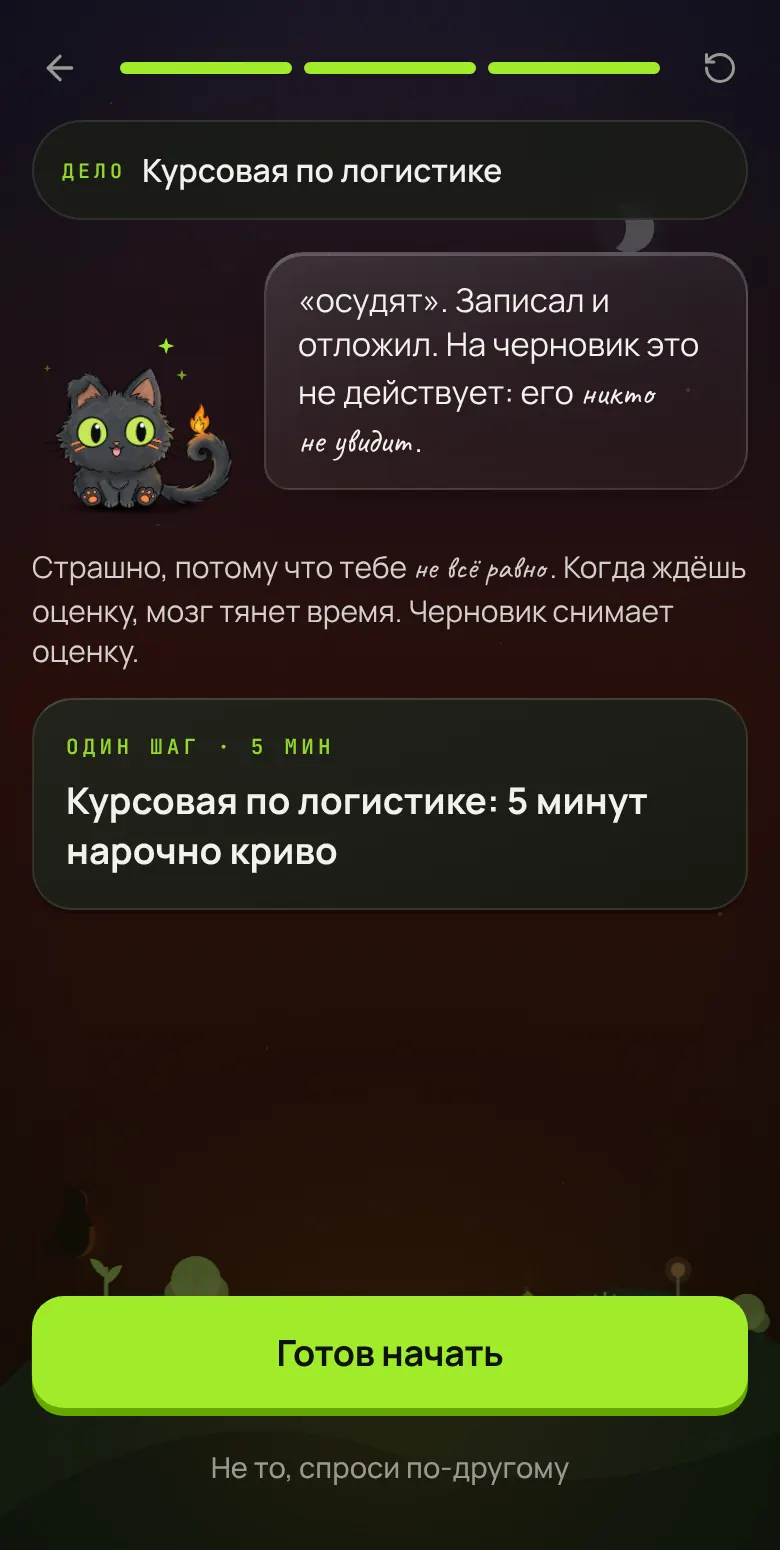 ДЕЛО Курсовая по логистике
«осудят». Записал и
отложил. На черновик это
не действует: его никто
не увидит.
Страшно, потому что тебе не всё равно. Когда ждёшь
оценку, мозг тянет время. Черновик снимает
оценку.
ОДИН ШАГ · 5 МИН
Курсовая по логистике: 5 минут
нарочно криво
Готов начать
Не то, спроси по-другому